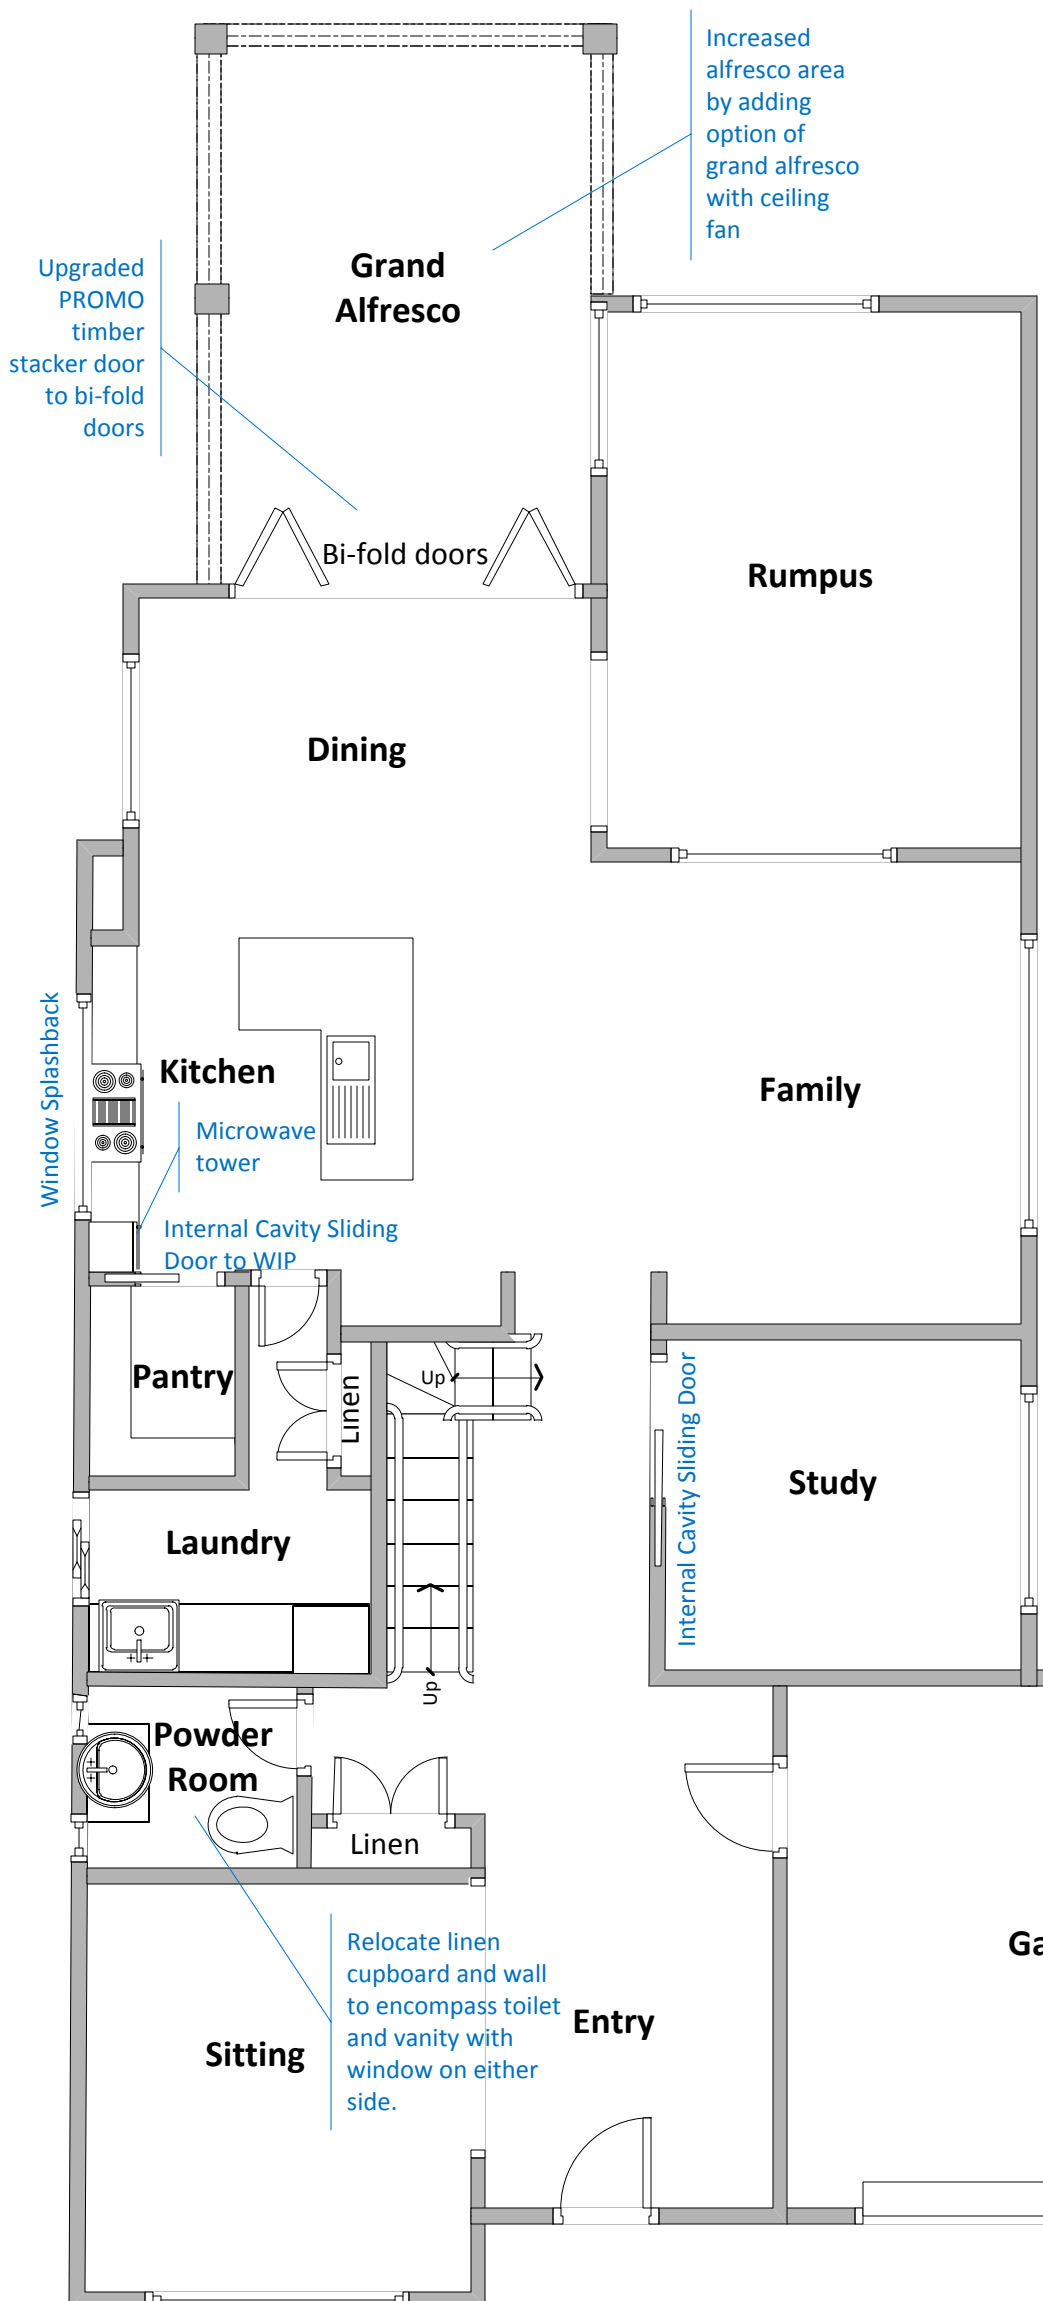 Increased
alfresco area
by adding
option of
grand alfresco
with ceiling
fan
Upgraded
PROMO
timber
stacker door
to bi-fold
doors
Grand
Alfresco
Bi-fold doors
Rumpus
Dining
Window Splashback
Kitchen
Microwave
tower
Internal Cavity Sliding
Door to WIP
Family
Pantry
Linen
Up
Internal Cavity Sliding Door
Study
Laundry
Up
Powder
Room
Linen
Relocate linen
cupboard and wall
to encompass toilet
and vanity with
window on either
side.
Sitting
Entry
Ga